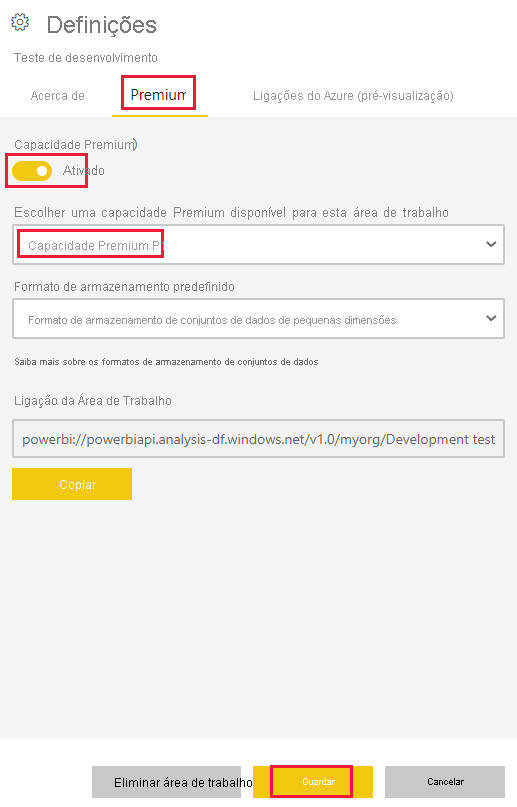 Definições
Teste de desenvolvimento
Acerca de
Premium
Ligações do Azure (pré-visualização)
Capacidade Premium)
Ativado
Escolher uma capacidade Premium disponível para esta área de trabalho
Capacidade Premium P
Formato de armazenamento predefinido
Formato de armazenamento de conjuntos de dados de pequenas dimensões
Saiba mais sobre os formatos de armazenamento de conjuntos de dados
Ligação da Área de Trabalho
powerbi://powerbiapi.analysis-df.windows.net/v1.0/myorg/Development test
Copiar
Eliminar área de trabalho
Guardar
Cancelar